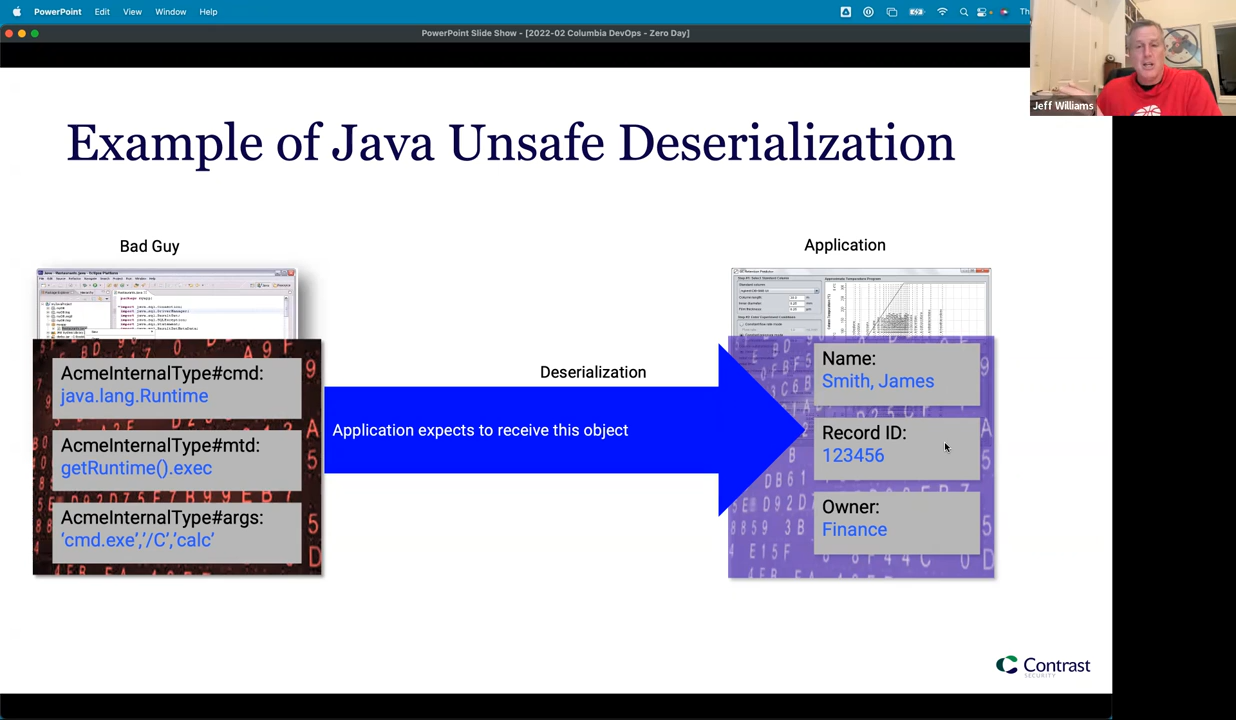 PowerPoint Edit View Window Help
Th
PowerPoint Slide Show - [2022-02 Columbia DevOps - Zero Day]
Jeff Williams
Example of Java Unsafe Deserialization
Bad Guy
Application
AcmeInternalType#cmd:
java.lang.Runtime
AcmeInternalType#mtd:
getRuntime().exec
AcmeInternalType#args:
‘cmd.exe’,’/C’,‘calc’
Deserialization
Application expects to receive this object
Name:
Smith, James
Record ID:
123456
Owner:
Finance
Contrast
SECURITY